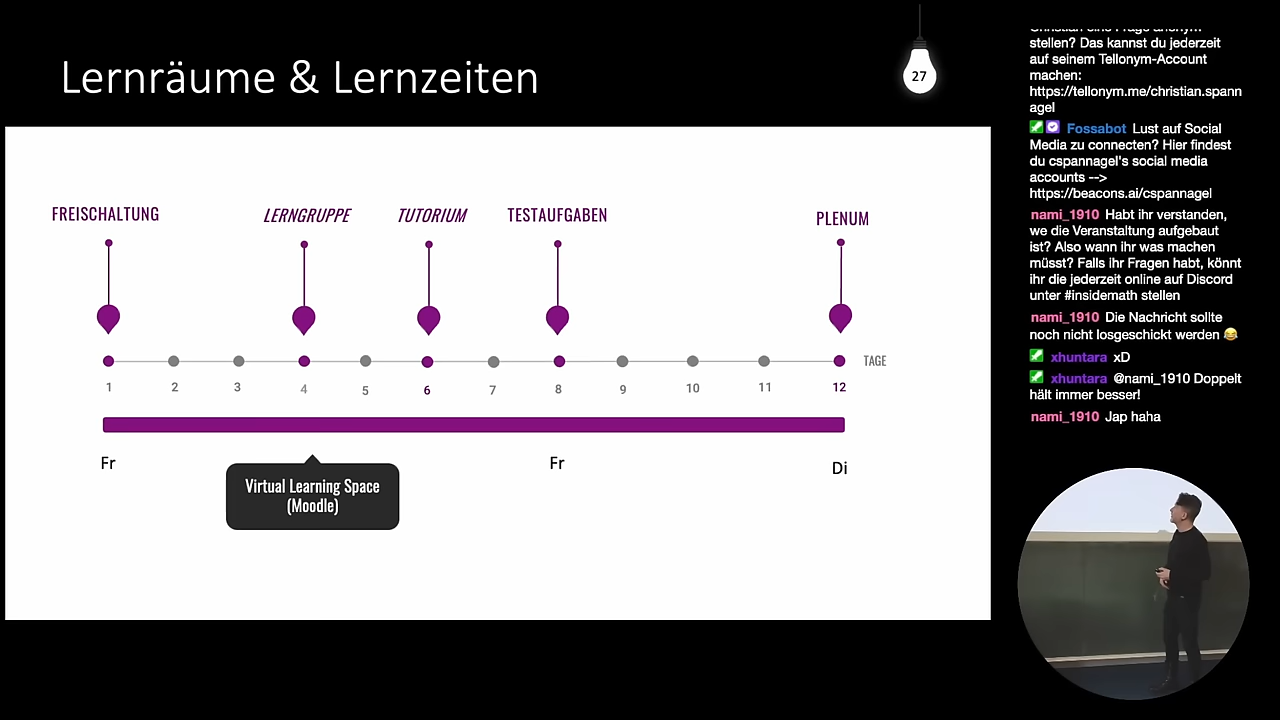 Lernräume & Lernzeiten
27
FREISCHALTUNG
LERNGRUPPE
TUTORIUM
TESTAUFGABEN
PLENUM
TAGE
1 2 3 4 5 6 7 8 9 10 11 12
Fr
Fr
Di
Virtual Learning Space
(Moodle)
Christian eine Frage anonym
stellen? Das kannst du jederzeit
auf seinem Tellonym-Account
machen:
https://tellonym.me/christian.spann
agel
Fossabot Lust auf Social
Media zu connecten? Hier findest
du cspannagel's social media
accounts -->
https://beacons.ai/cspannagel
nami_1910 Habt ihr verstanden,
we die Veranstaltung aufgebaut
ist? Also wann ihr was machen
müsst? Falls ihr Fragen habt, könnt
ihr die jederzeit online auf Discord
unter #insidemath stellen
nami_1910 Die Nachricht sollte
noch nicht losgeschickt werden 😂
xhuntara xD
xhuntara @nami_1910 Doppelt
hält immer besser!
nami_1910 Jap haha